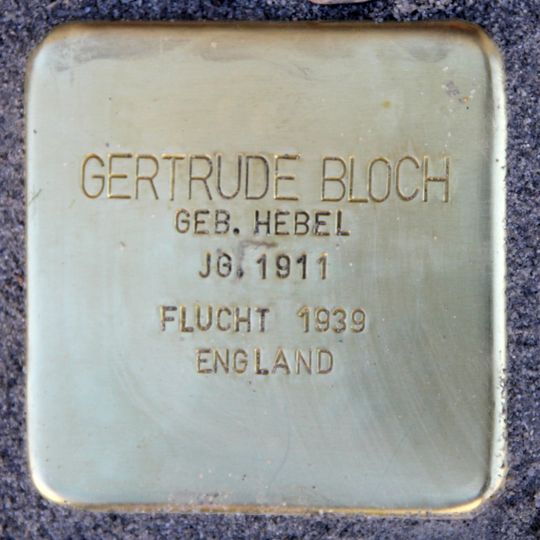 GERTRUDE BLOCH
GEB. HEBEL
JG. 1911
FLUCHT 1939
ENGLAND